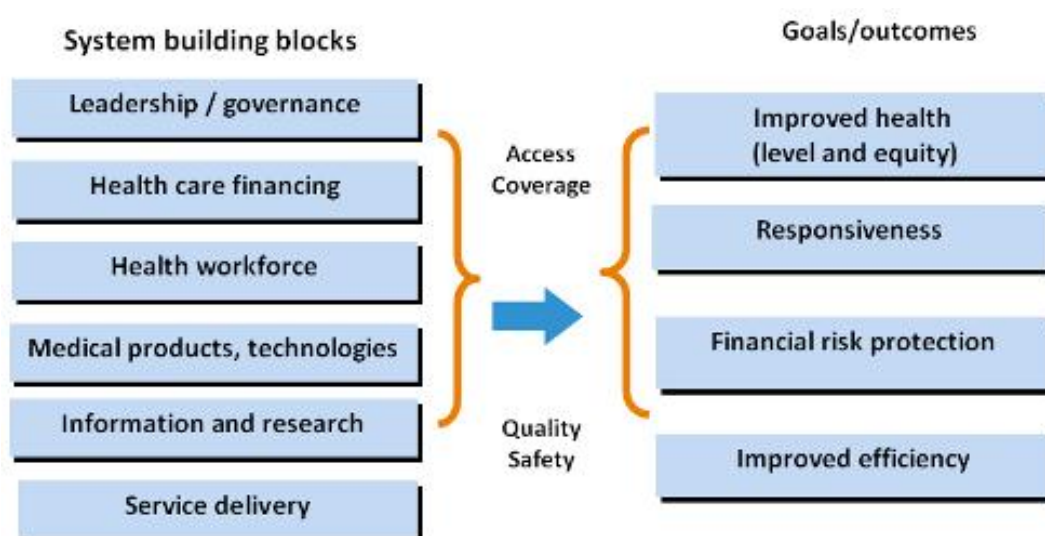 System building blocks
Leadership / governance
Health care financing
Health workforce
Medical products, technologies
Information and research
Service delivery
Access
Coverage
Quality
Safety
Goals/outcomes
Improved health
(level and equity)
Responsiveness
Financial risk protection
Improved efficiency